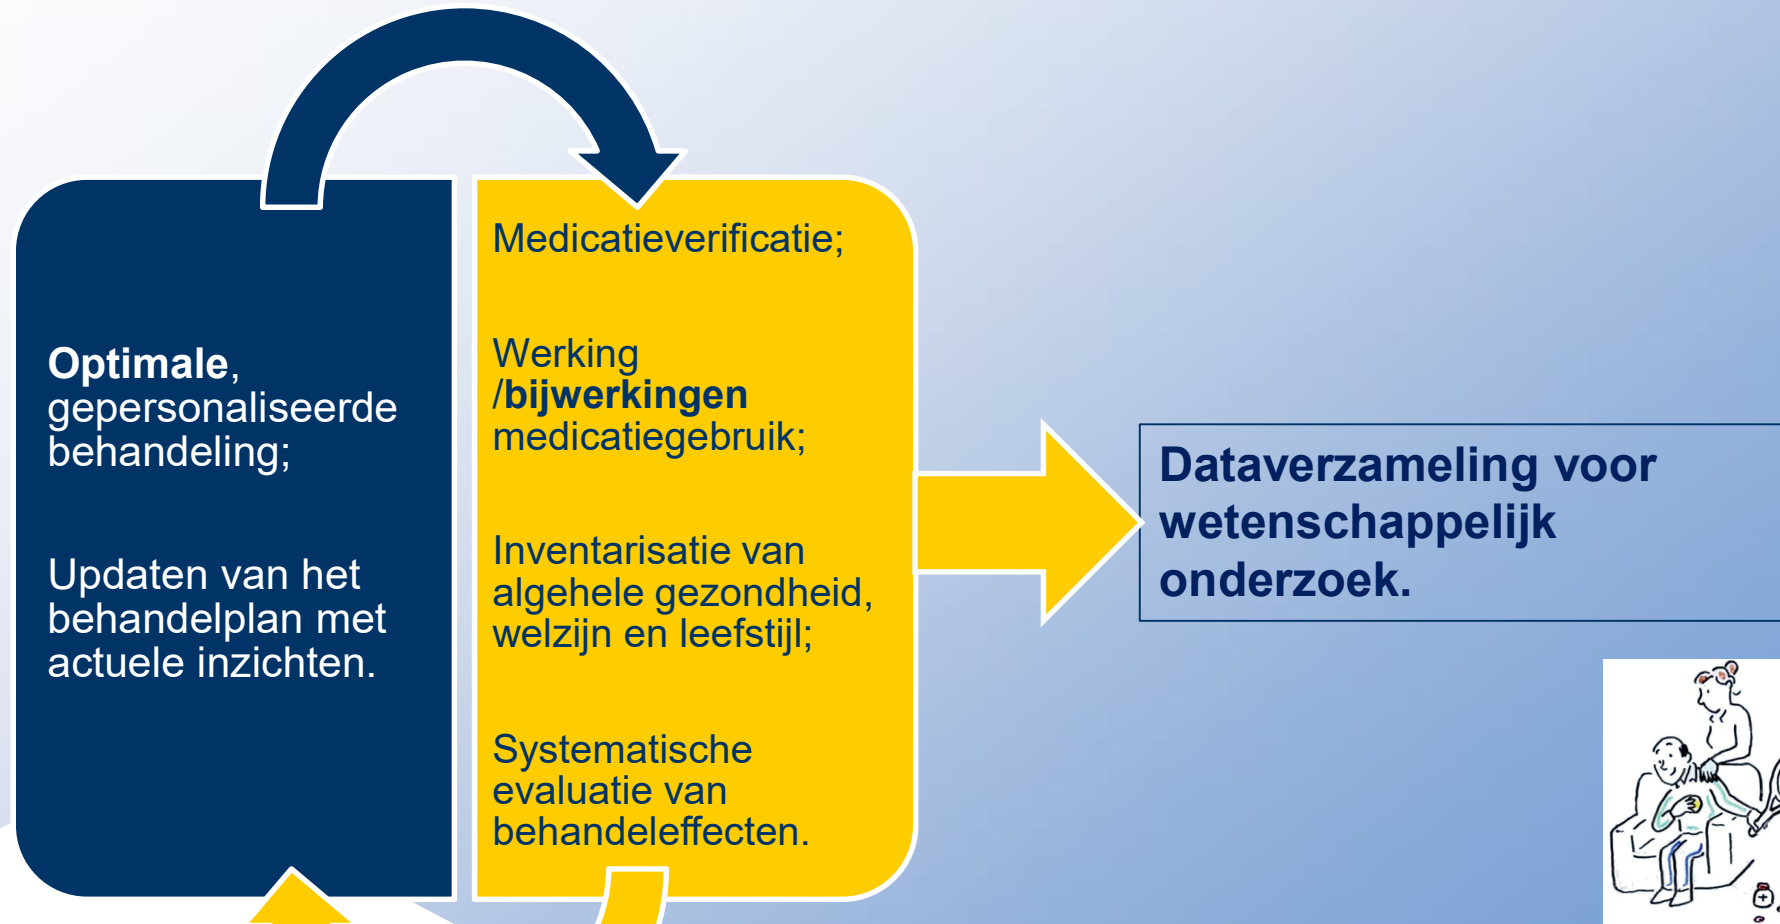 Optimale,
gepersonaliseerde
behandeling;
Updaten van het
behandelplan met
actuele inzichten.
Medicatieverificatie;
Werking
/bijwerkingen
medicatiegebruik;
Inventarisatie van
algehele gezondheid,
welzijn en leefstijl;
Systematische
evaluatie van
behandeleffecten.
Dataverzameling voor
wetenschappelijk
onderzoek.